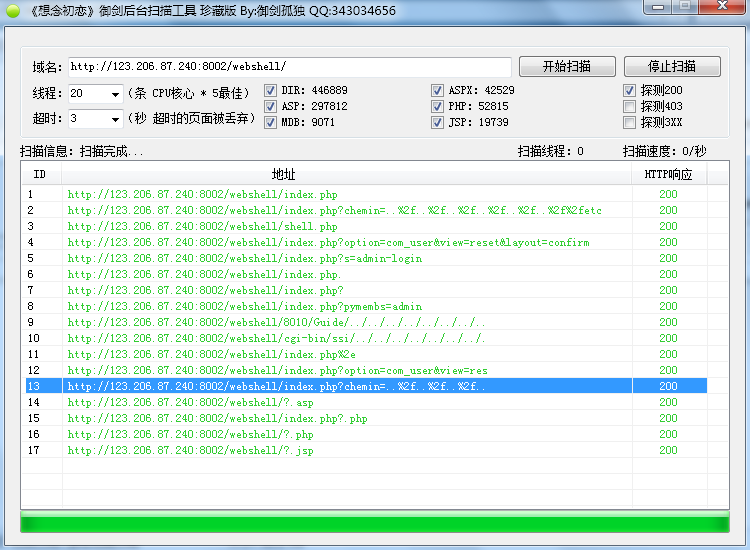 《想念初恋》御剑后台扫描工具 珍藏版 By:御剑孤独 QQ:343034656
域名: http://123.206.87.240:8002/webshell/ 开始扫描 停止扫描
线程: 20 (条 CPU核心 * 5最佳) DIR: 446889 ASPX: 42529 探测200
ASP: 297812 PHP: 52815 探测403
超时: 3 (秒 超时的页面被丢弃) MDB: 9071 JSP: 19739 探测3XX
扫描信息: 扫描完成... 扫描线程: 0 扫描速度: 0/秒
ID 地址 HTTP响应
1 http://123.206.87.240:8002/webshell/index.php 200
2 http://123.206.87.240:8002/webshell/index.php?chemin=..%2f..%2f..%2f..%2f..%2f..%2f%2fetc 200
3 http://123.206.87.240:8002/webshell/shell.php 200
4 http://123.206.87.240:8002/webshell/index.php?option=com_user&view=reset&layout=confirm 200
5 http://123.206.87.240:8002/webshell/index.php?s=admin-login 200
6 http://123.206.87.240:8002/webshell/index.php. 200
7 http://123.206.87.240:8002/webshell/index.php? 200
8 http://123.206.87.240:8002/webshell/index.php?pymembs=admin 200
9 http://123.206.87.240:8002/webshell/8010/Guide/../../../../../../../.. 200
10 http://123.206.87.240:8002/webshell/cgi-bin/ssi/../../../../../../.. 200
11 http://123.206.87.240:8002/webshell/index.php%2e 200
12 http://123.206.87.240:8002/webshell/index.php?option=com_user&view=res 200
13 http://123.206.87.240:8002/webshell/index.php?chemin=..%2f..%2f..%2f.. 200
14 http://123.206.87.240:8002/webshell/?.asp 200
15 http://123.206.87.240:8002/webshell/index.php?.php 200
16 http://123.206.87.240:8002/webshell/?.php 200
17 http://123.206.87.240:8002/webshell/?.jsp 200